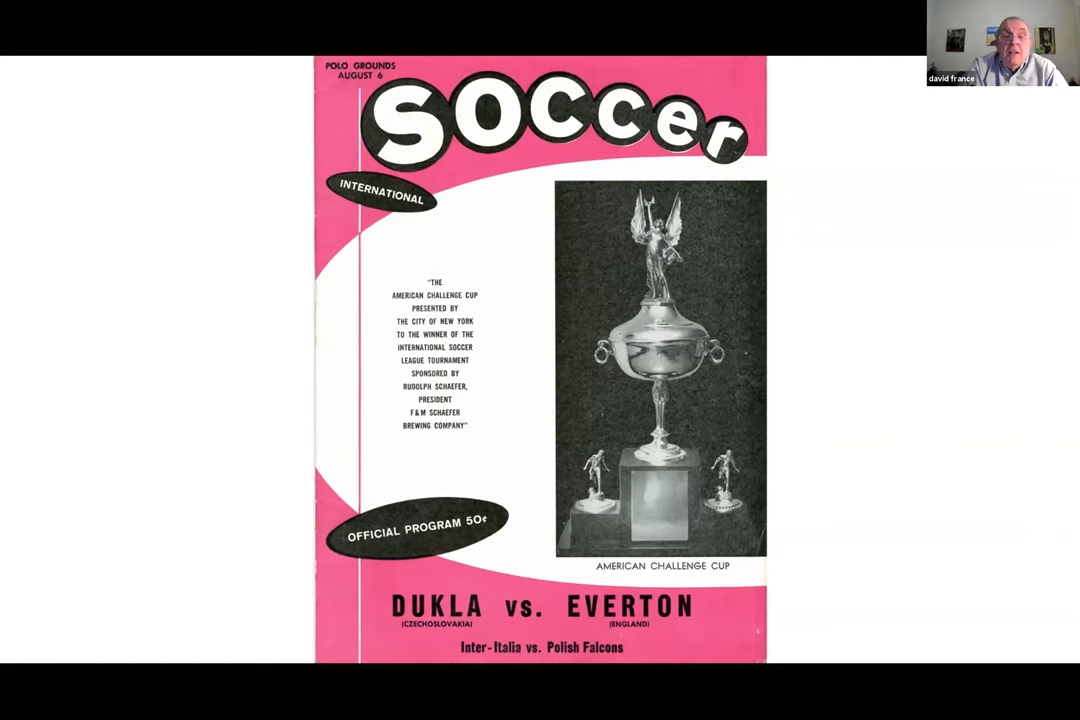 POLO GROUNDS
AUGUST 6
SOCCER
INTERNATIONAL
"THE
AMERICAN CHALLENGE CUP
PRESENTED BY
THE CITY OF NEW YORK
TO THE WINNER OF THE
INTERNATIONAL SOCCER
LEAGUE TOURNAMENT
SPONSORED BY
RUDOLPH SCHAEFER,
PRESIDENT
F & M SCHAEFER
BREWING COMPANY"
OFFICIAL PROGRAM 50¢
AMERICAN CHALLENGE CUP
DUKLA vs. EVERTON
(CZECHOSLOVAKIA) (ENGLAND)
Inter-Italia vs. Polish Falcons
david france